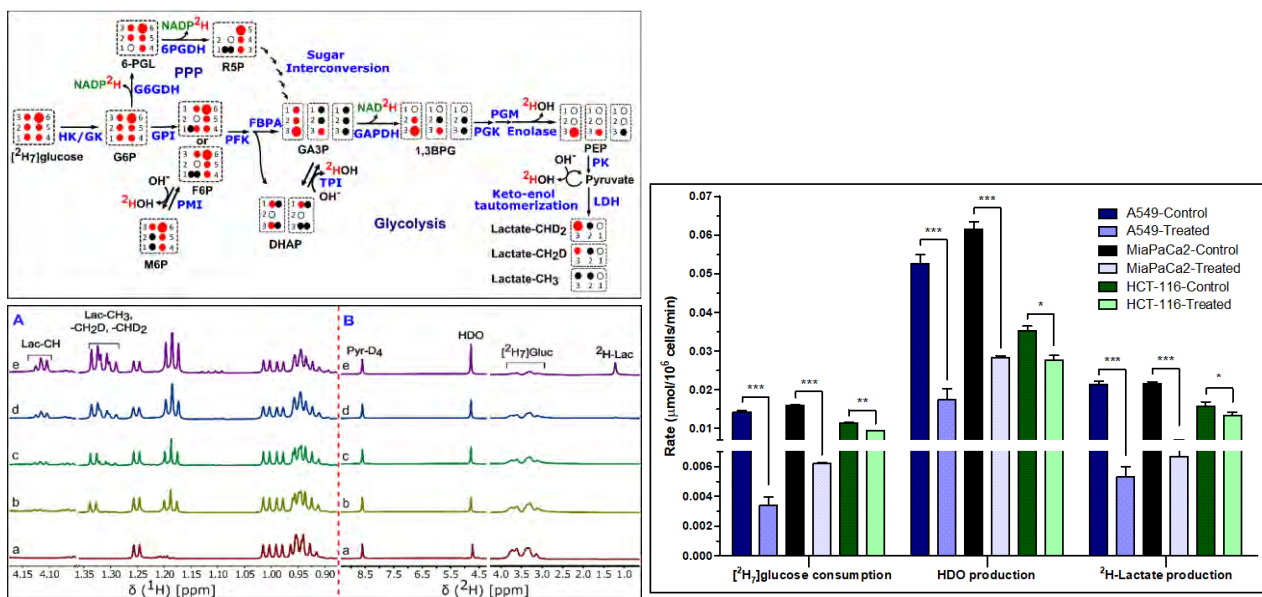 NADP²H
NADP²H
6PGDH
6-PGL
R5P
PPP
Sugar
Interconversion
NADP²H
G6GDH
NAD²H
²HOH
PGM
FBPA
HK/GK
GPI
PFK
GAPDH
PGK
Enolase
[²H₇]glucose
G6P
or
GA3P
1,3BPG
PEP
F6P
OH⁻
²HOH
PMI
M6P
²HOH
TPI
OH⁻
DHAP
Glycolysis
OH⁻
PK
²HOH
Pyruvate
Keto-enol
tautomerization
LDH
Lactate-CHD₂
Lactate-CH₂D
Lactate-CH₃
A
Lac-CH₃,
-CH₂D, -CHD₂
Lac-CH
e
d
c
b
a
4.15 4.10 1.35 1.30 1.25 1.20 1.15 1.00 0.95 0.90
δ (¹H) [ppm]
B
HDO
Pyr-D₄
[²H₇]Gluc
²H-Lac
e
d
c
b
a
8.5 7.5 5.5 4.5 4.0 3.5 3.0 2.5 1.5 1.0
δ (²H) [ppm]
Rate (μmol/10⁶ cells/min)
0.07
0.06
0.05
0.04
0.03
0.02
0.01
0.006
0.004
0.002
0.000
A549-Control
A549-Treated
MiaPaCa2-Control
MiaPaCa2-Treated
HCT-116-Control
HCT-116-Treated
*** *** **
*** *** *
*** *** *
[²H₇]glucose consumption
HDO production
²H-Lactate production